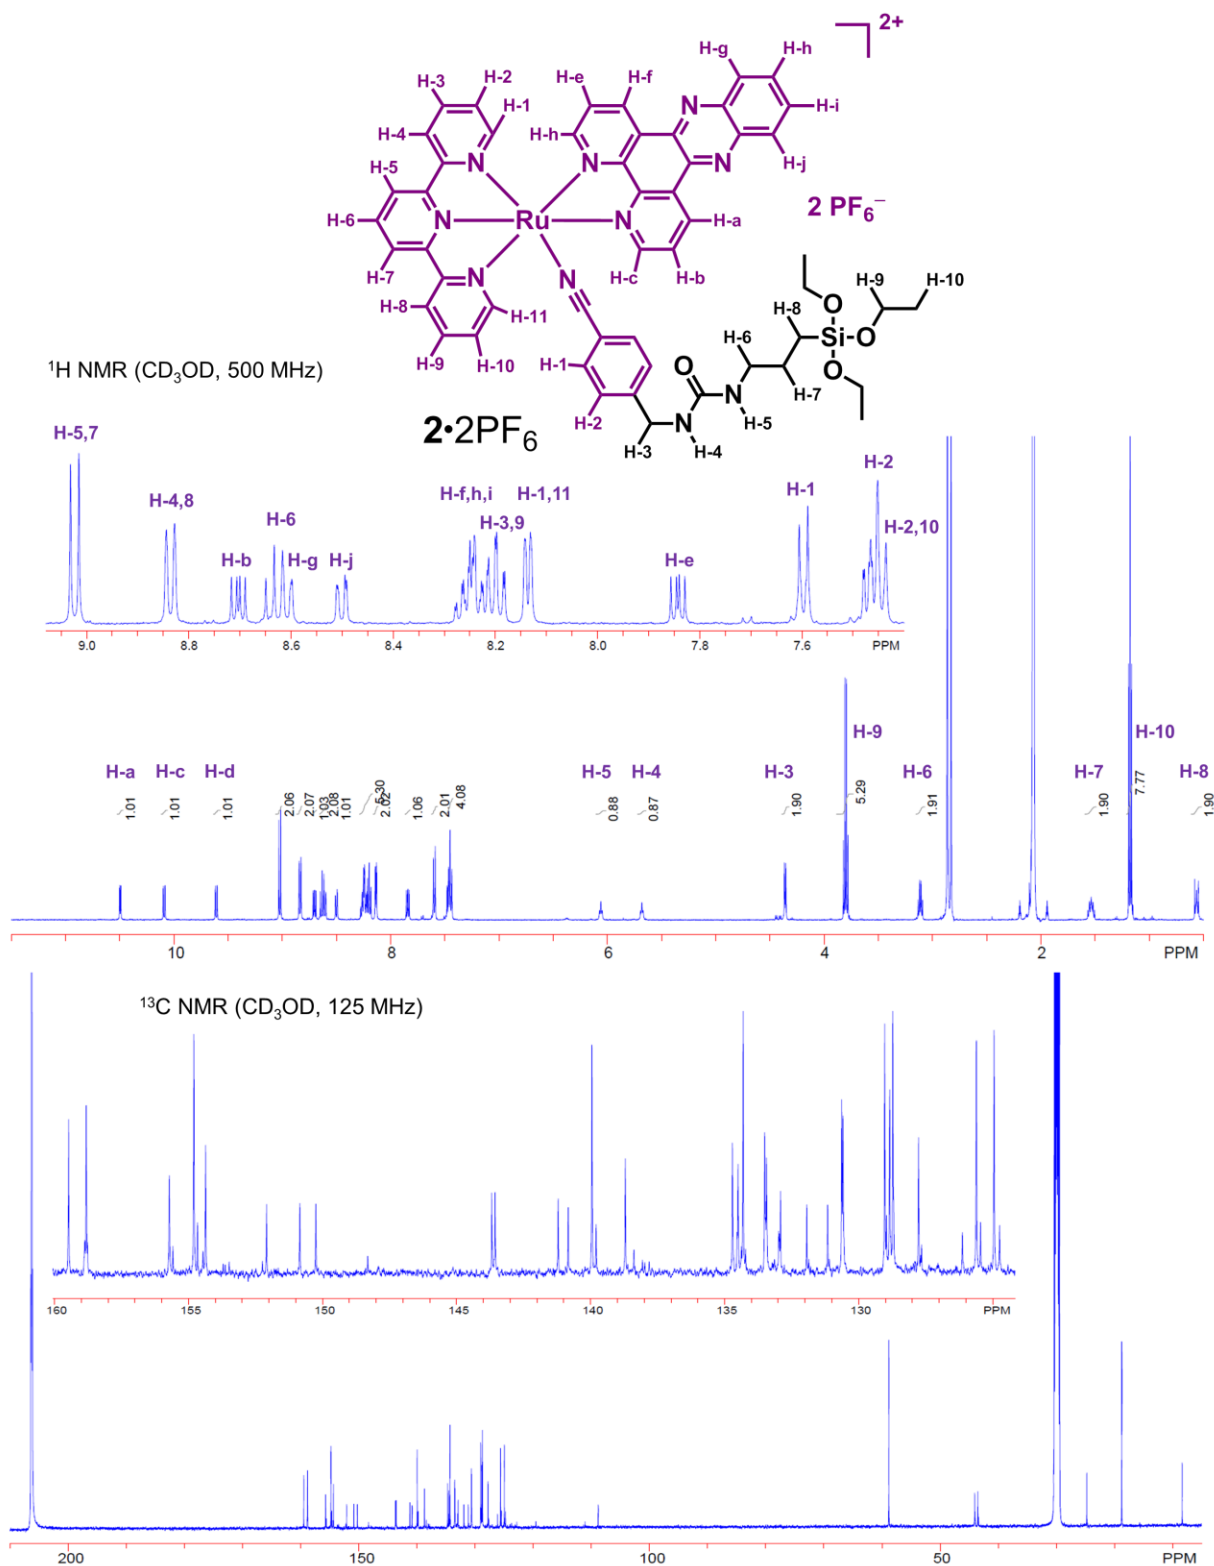 2+
H-g
H-h
H-3
H-2
H-e
H-f
H-1
H-i
H-4
H-h
N
N
H-j
H-5
N
N
2 PF6–
H-6
N
Ru
N
H-a
H-7
N
N
H-c
H-b
H-9
H-10
H-8
H-8
O
H-11
H-6
Si
O
H-9
H-10
H-1
O
O
H-7
N
N
H-5
H-2
H-3
H-4
2•2PF6
1H NMR (CD3OD, 500 MHz)
H-5,7
H-4,8
H-6
H-b
H-g
H-j
H-f,h,i
H-3,9
H-1,11
H-e
H-1
H-2
H-2,10
9.0
8.8
8.6
8.4
8.2
8.0
7.8
7.6
PPM
H-a
H-c
H-d
H-5
H-4
H-3
H-9
H-6
H-7
H-10
H-8
1.01
1.01
1.01
2.06
2.07
1.03
2.08
1.01
5.30
2.02
1.06
2.01
4.08
0.88
0.87
1.90
5.29
1.91
1.90
7.77
1.90
10
8
6
4
2
PPM
13C NMR (CD3OD, 125 MHz)
160
155
150
145
140
135
130
PPM
200
150
100
50
PPM